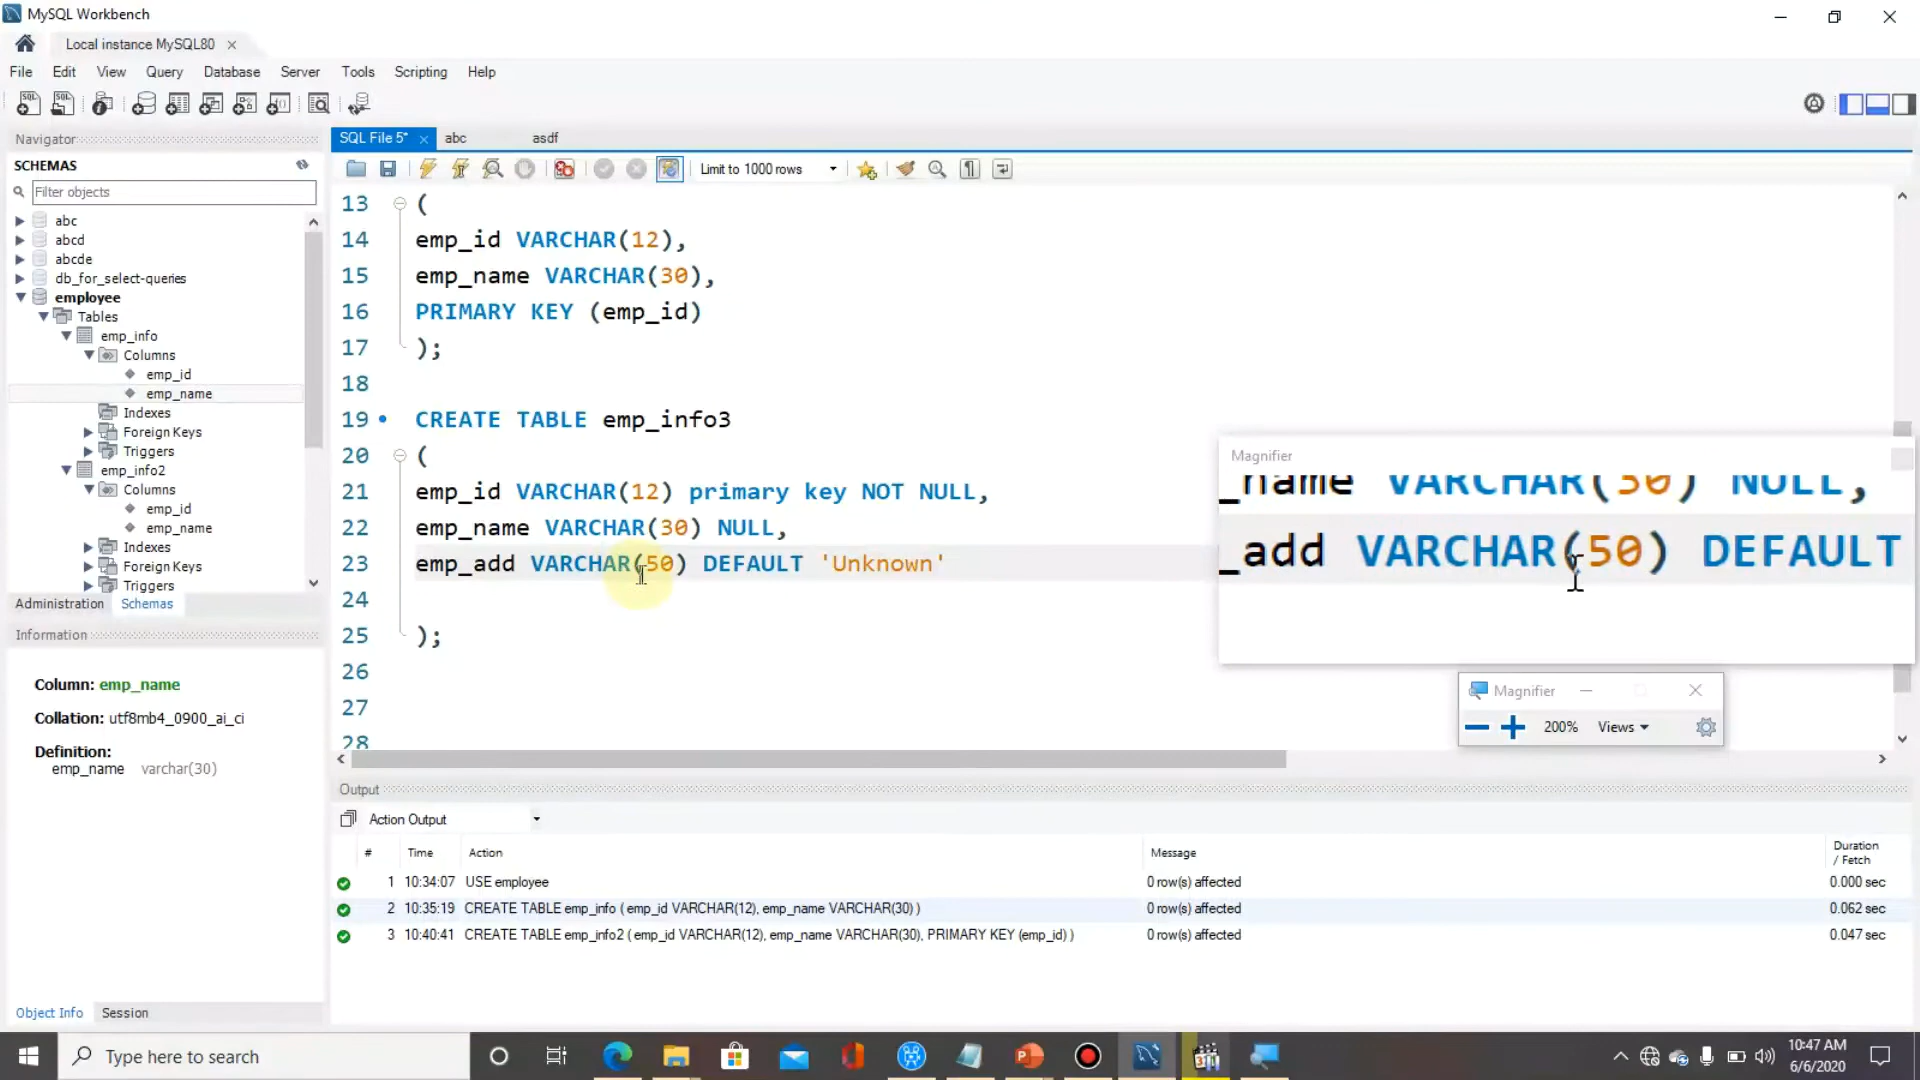 MySQL Workbench
Local instance MySQL80
File Edit View Query Database Server Tools Scripting Help
Navigator
SCHEMAS
Filter objects
abc
abcd
abcde
db_for_select-queries
employee
Tables
emp_info
Columns
emp_id
emp_name
Indexes
Foreign Keys
Triggers
emp_info2
Columns
emp_id
emp_name
Indexes
Foreign Keys
Triggers
Administration Schemas
Information
Column: emp_name
Collation: utf8mb4_0900_ai_ci
Definition:
emp_name varchar(30)
Object Info Session
SQL File 5* abc asdf
Limit to 1000 rows
13 (
14 emp_id VARCHAR(12),
15 emp_name VARCHAR(30),
16 PRIMARY KEY (emp_id)
17 );
18
19 CREATE TABLE emp_info3
20 (
21 emp_id VARCHAR(12) primary key NOT NULL,
22 emp_name VARCHAR(30) NULL,
23 emp_add VARCHAR(50) DEFAULT 'Unknown'
24
25 );
26
27
28
Magnifier
_name VARCHAR(30) NULL,
_add VARCHAR(50) DEFAULT
Magnifier
200% Views
Output
Action Output
# Time Action Message Duration / Fetch
1 10:34:07 USE employee 0 row(s) affected 0.000 sec
2 10:35:19 CREATE TABLE emp_info ( emp_id VARCHAR(12), emp_name VARCHAR(30) ) 0 row(s) affected 0.062 sec
3 10:40:41 CREATE TABLE emp_info2 ( emp_id VARCHAR(12), emp_name VARCHAR(30), PRIMARY KEY (emp_id) ) 0 row(s) affected 0.047 sec
Type here to search
10:47 AM
6/6/2020